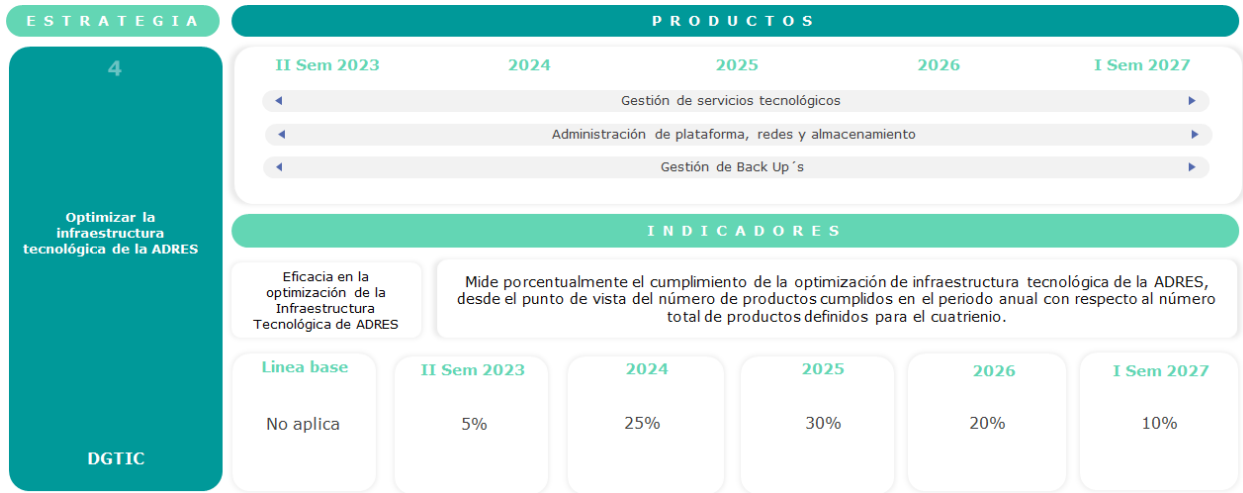 ESTRATEGIA
PRODUCTOS
4
Optimizar la
infraestructura
tecnológica de la ADRES
DGTIC
II Sem 2023 2024 2025 2026 I Sem 2027
Gestión de servicios tecnológicos
Administración de plataforma, redes y almacenamiento
Gestión de Back Up´s
INDICADORES
Eficacia en la
optimización de la
Infraestructura
Tecnológica de ADRES
Mide porcentualmente el cumplimiento de la optimización de infraestructura tecnológica de la ADRES,
desde el punto de vista del número de productos cumplidos en el periodo anual con respecto al número
total de productos definidos para el cuatrienio.
Linea base II Sem 2023 2024 2025 2026 I Sem 2027
No aplica 5% 25% 30% 20% 10%